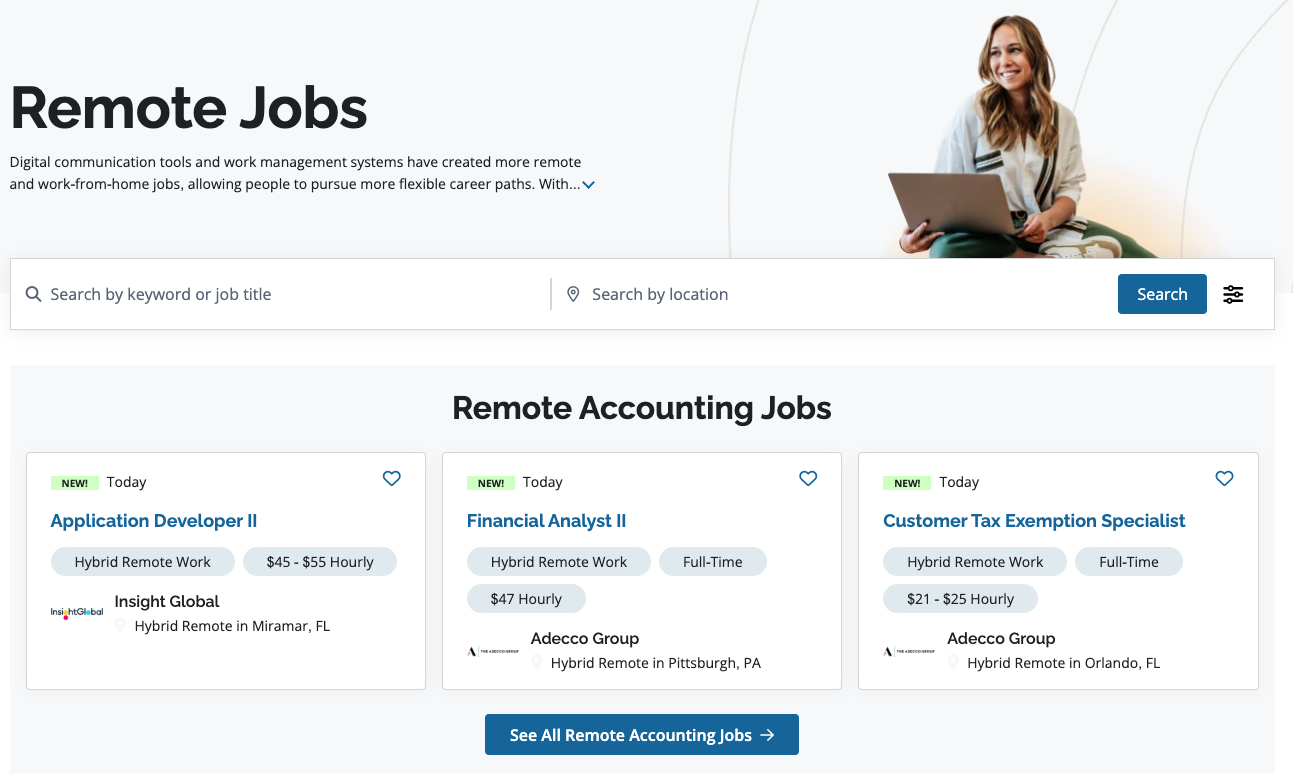 Remote Jobs
Digital communication tools and work management systems have created more remote
and work-from-home jobs, allowing people to pursue more flexible career paths. With...
Search by keyword or job title
Search by location
Search
Remote Accounting Jobs
NEW! Today
Application Developer II
Hybrid Remote Work
$45 - $55 Hourly
InsightGlobal
Insight Global
Hybrid Remote in Miramar, FL
NEW! Today
Financial Analyst II
Hybrid Remote Work
Full-Time
$47 Hourly
A THE ADECCO GROUP
Adecco Group
Hybrid Remote in Pittsburgh, PA
NEW! Today
Customer Tax Exemption Specialist
Hybrid Remote Work
Full-Time
$21 - $25 Hourly
A THE ADECCO GROUP
Adecco Group
Hybrid Remote in Orlando, FL
See All Remote Accounting Jobs